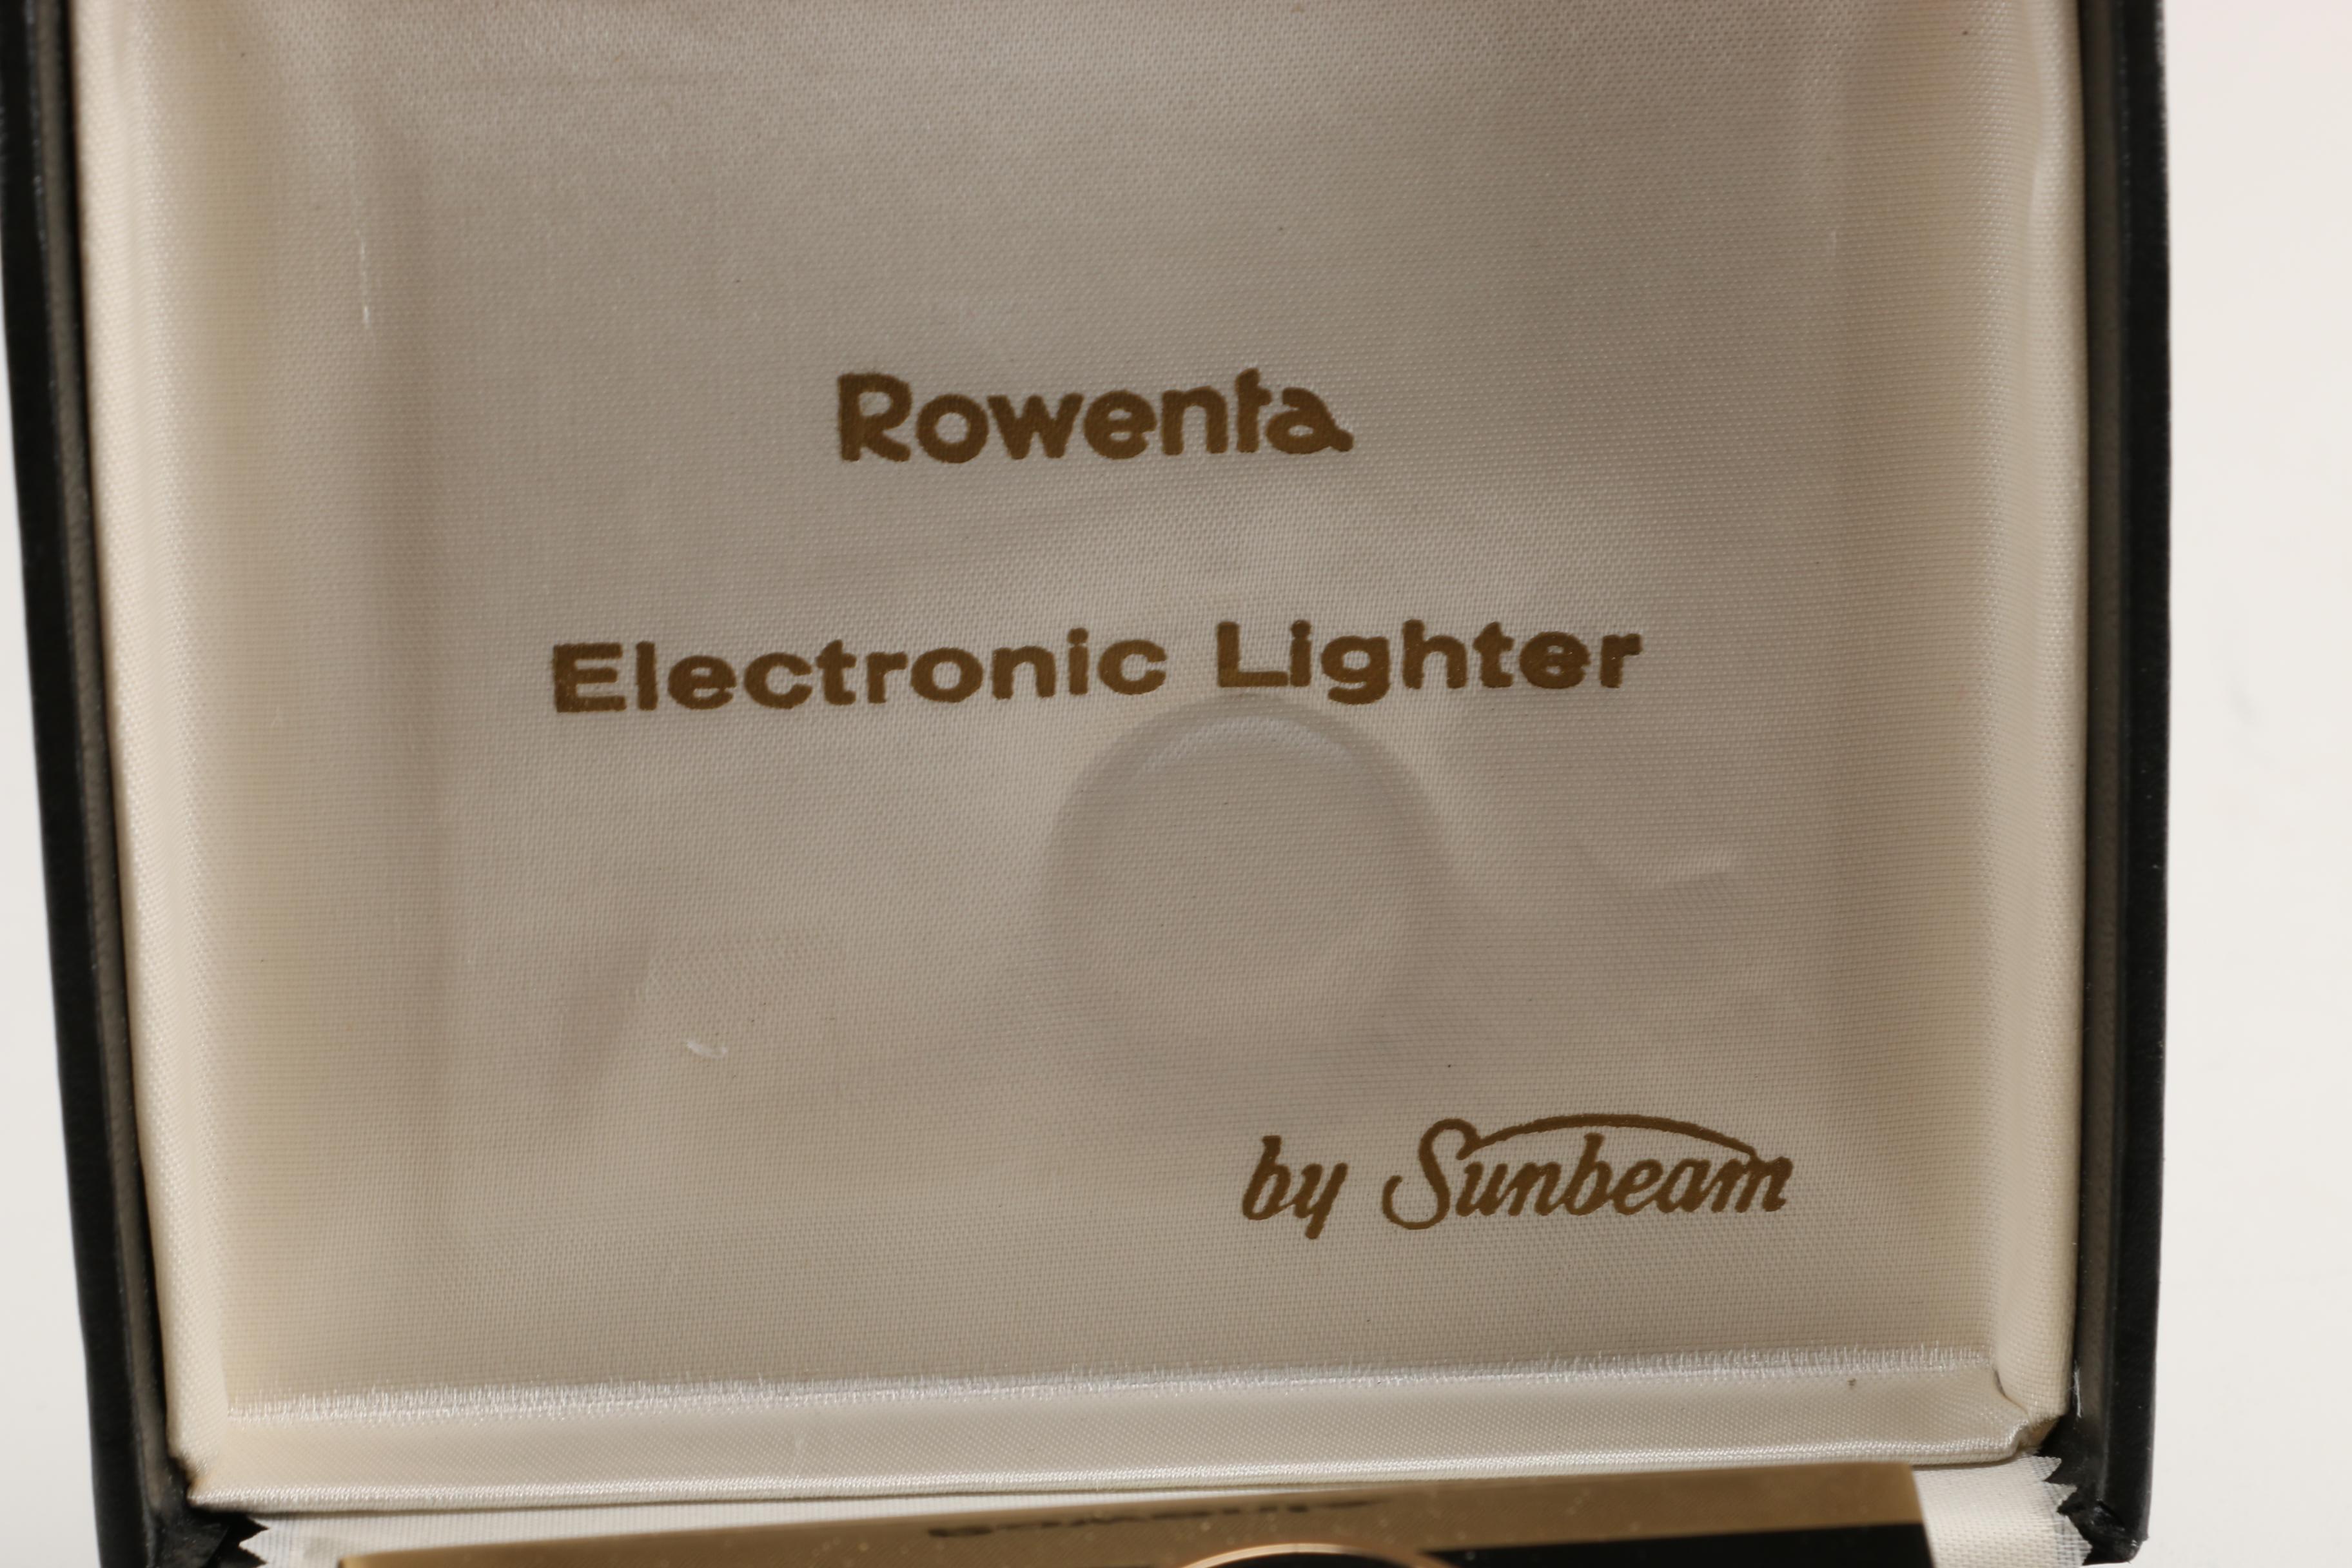 Rowenta
Electronic Lighter
by Sunbeam